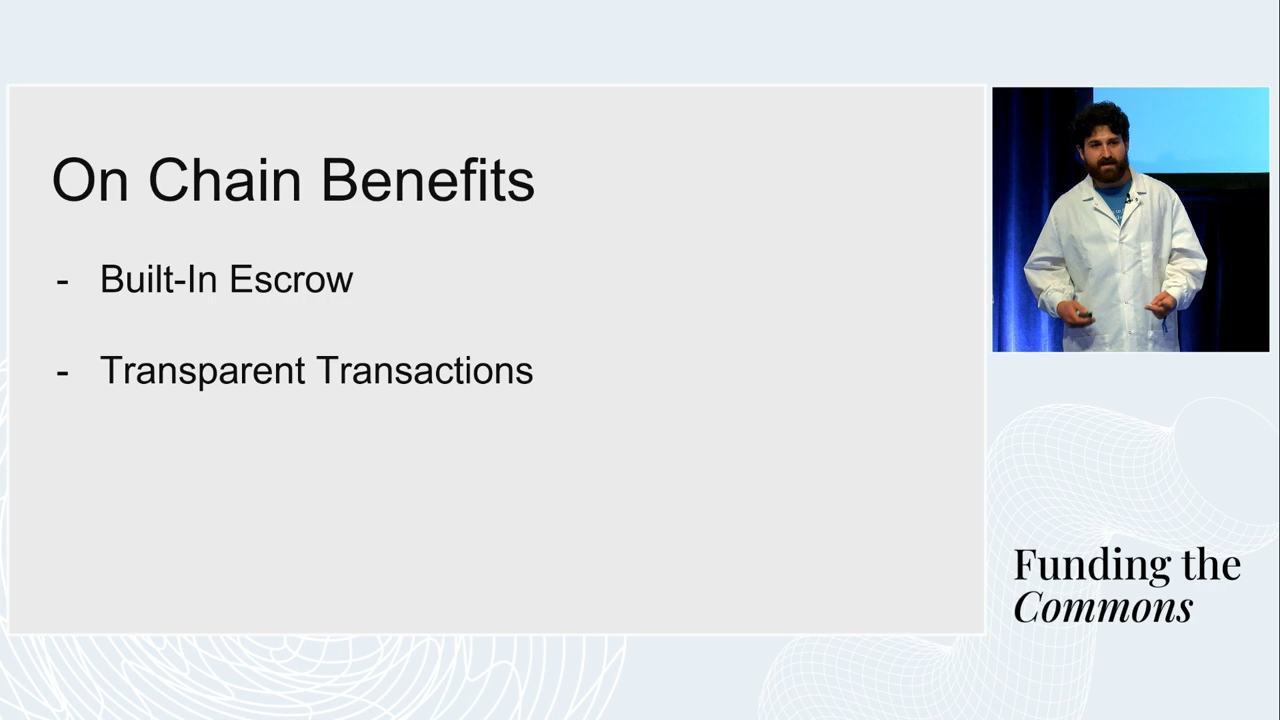 On Chain Benefits
- Built-In Escrow
- Transparent Transactions
Funding the
Commons